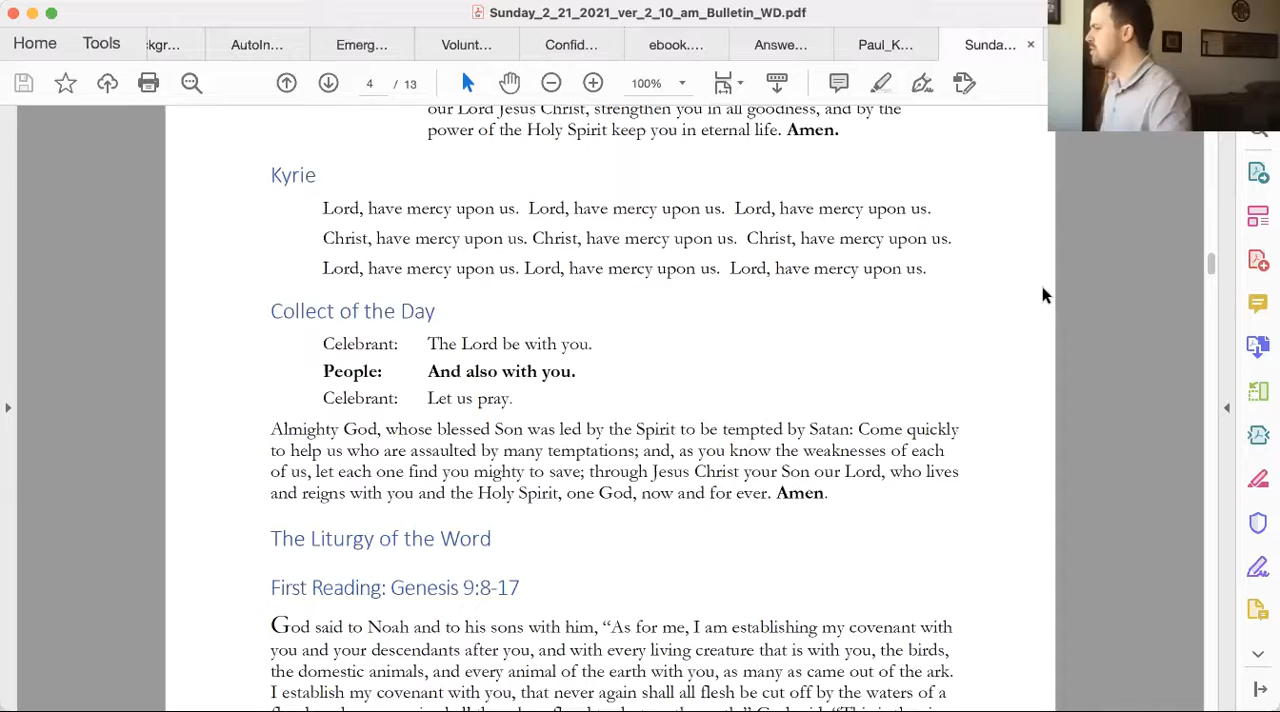 Sunday_2_21_2021_ver_2_10_am_Bulletin_WD.pdf
Home Tools kgr... AutoIn... Emerg... Volunt... Confid... ebook.... Answe... Paul_K... Sunda... ×
4 / 13 100%
our Lord Jesus Christ, strengthen you in all goodness, and by the
power of the Holy Spirit keep you in eternal life. Amen.
Kyrie
Lord, have mercy upon us. Lord, have mercy upon us. Lord, have mercy upon us.
Christ, have mercy upon us. Christ, have mercy upon us. Christ, have mercy upon us.
Lord, have mercy upon us. Lord, have mercy upon us. Lord, have mercy upon us.
Collect of the Day
Celebrant: The Lord be with you.
People: And also with you.
Celebrant: Let us pray.
Almighty God, whose blessed Son was led by the Spirit to be tempted by Satan: Come quickly
to help us who are assaulted by many temptations; and, as you know the weaknesses of each
of us, let each one find you mighty to save; through Jesus Christ your Son our Lord, who lives
and reigns with you and the Holy Spirit, one God, now and for ever. Amen.
The Liturgy of the Word
First Reading: Genesis 9:8-17
God said to Noah and to his sons with him, “As for me, I am establishing my covenant with
you and your descendants after you, and with every living creature that is with you, the birds,
the domestic animals, and every animal of the earth with you, as many as came out of the ark.
I establish my covenant with you, that never again shall all flesh be cut off by the waters of a